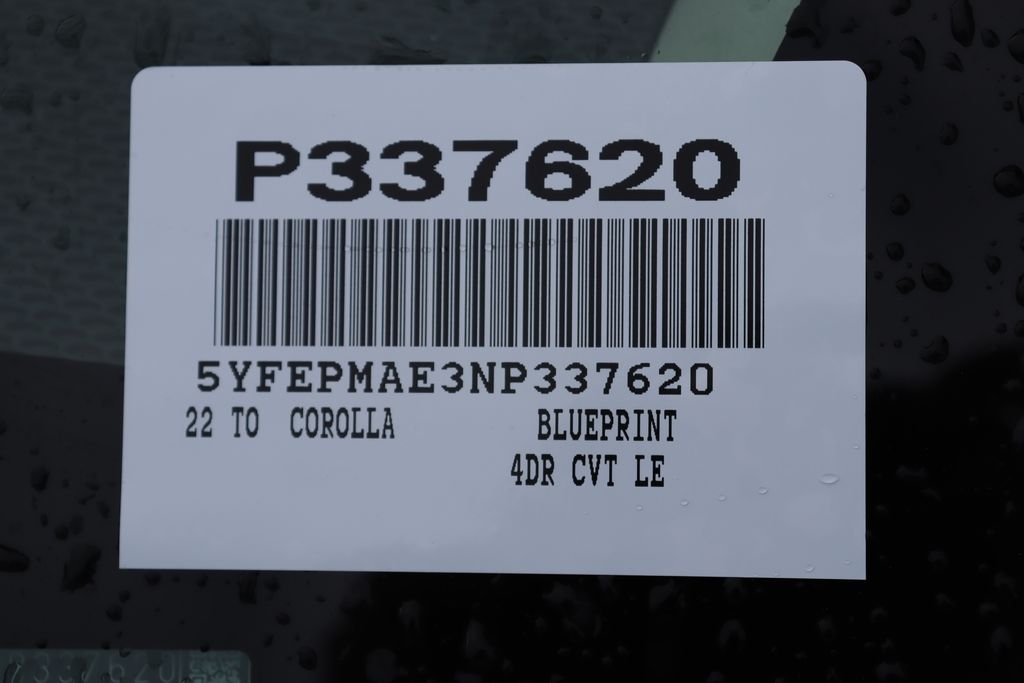 P337620
5YFEPMAE3NP337620
22 TO COROLLA BLUEPRINT
4DR CVT LE